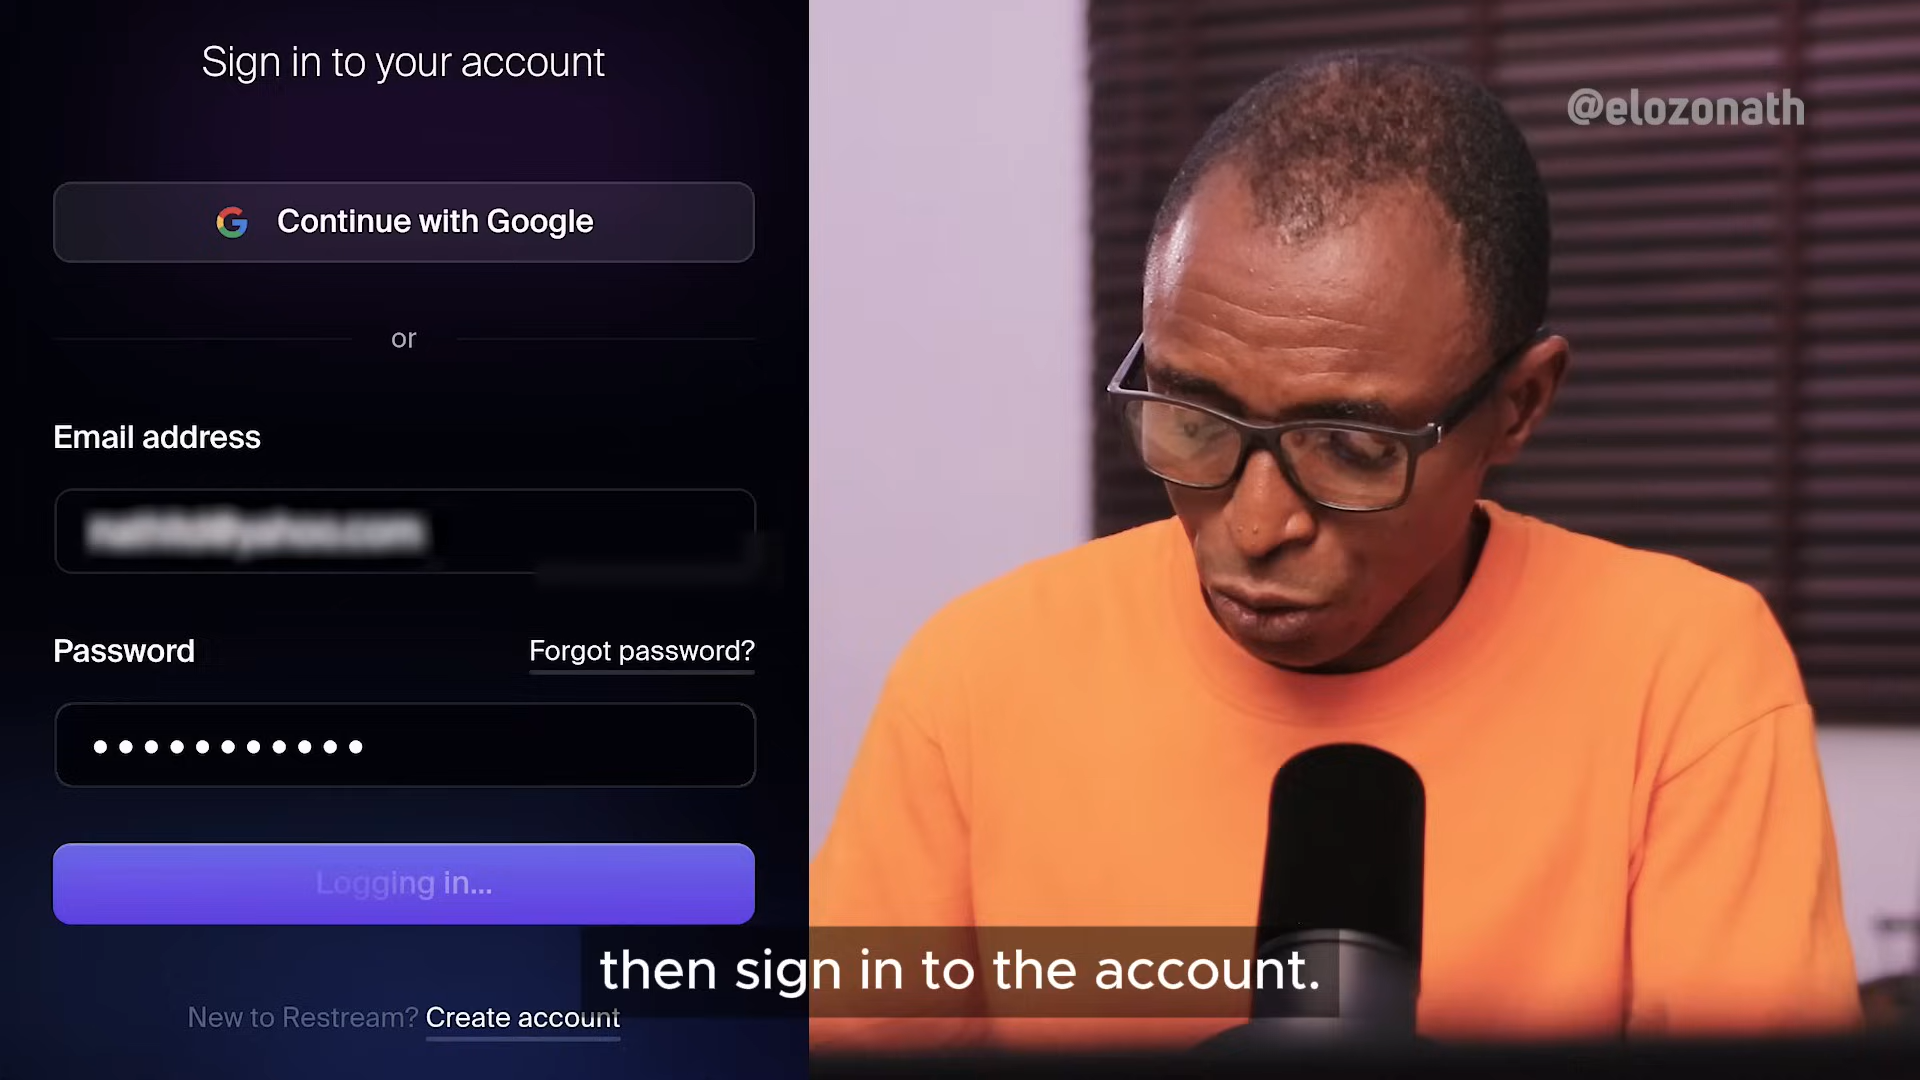 Sign in to your account
@elozonath
Continue with Google
or
Email address
Password
Forgot password?
Logging in...
then sign in to the account.
New to Restream? Create account